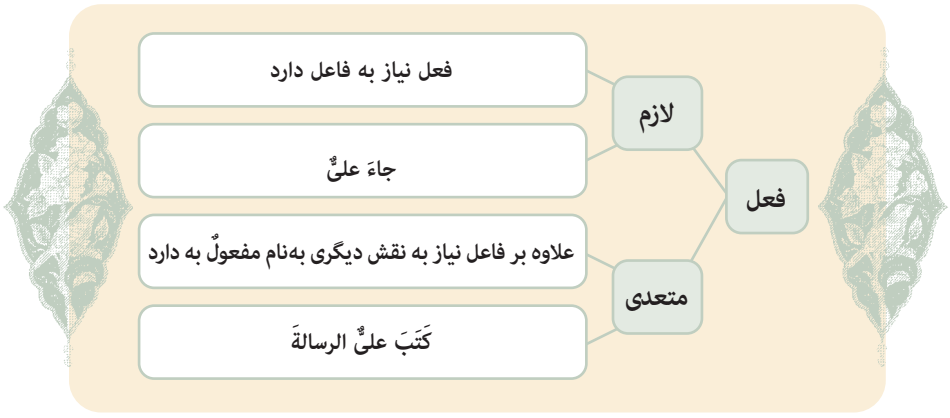 فعل
لازم
فعل نیاز به فاعل دارد
جاءَ علیٌّ
متعدی
علاوه بر فاعل نیاز به نقش دیگری به‌نام مفعولٌ به دارد
كَتَبَ علیٌّ الرسالةَ